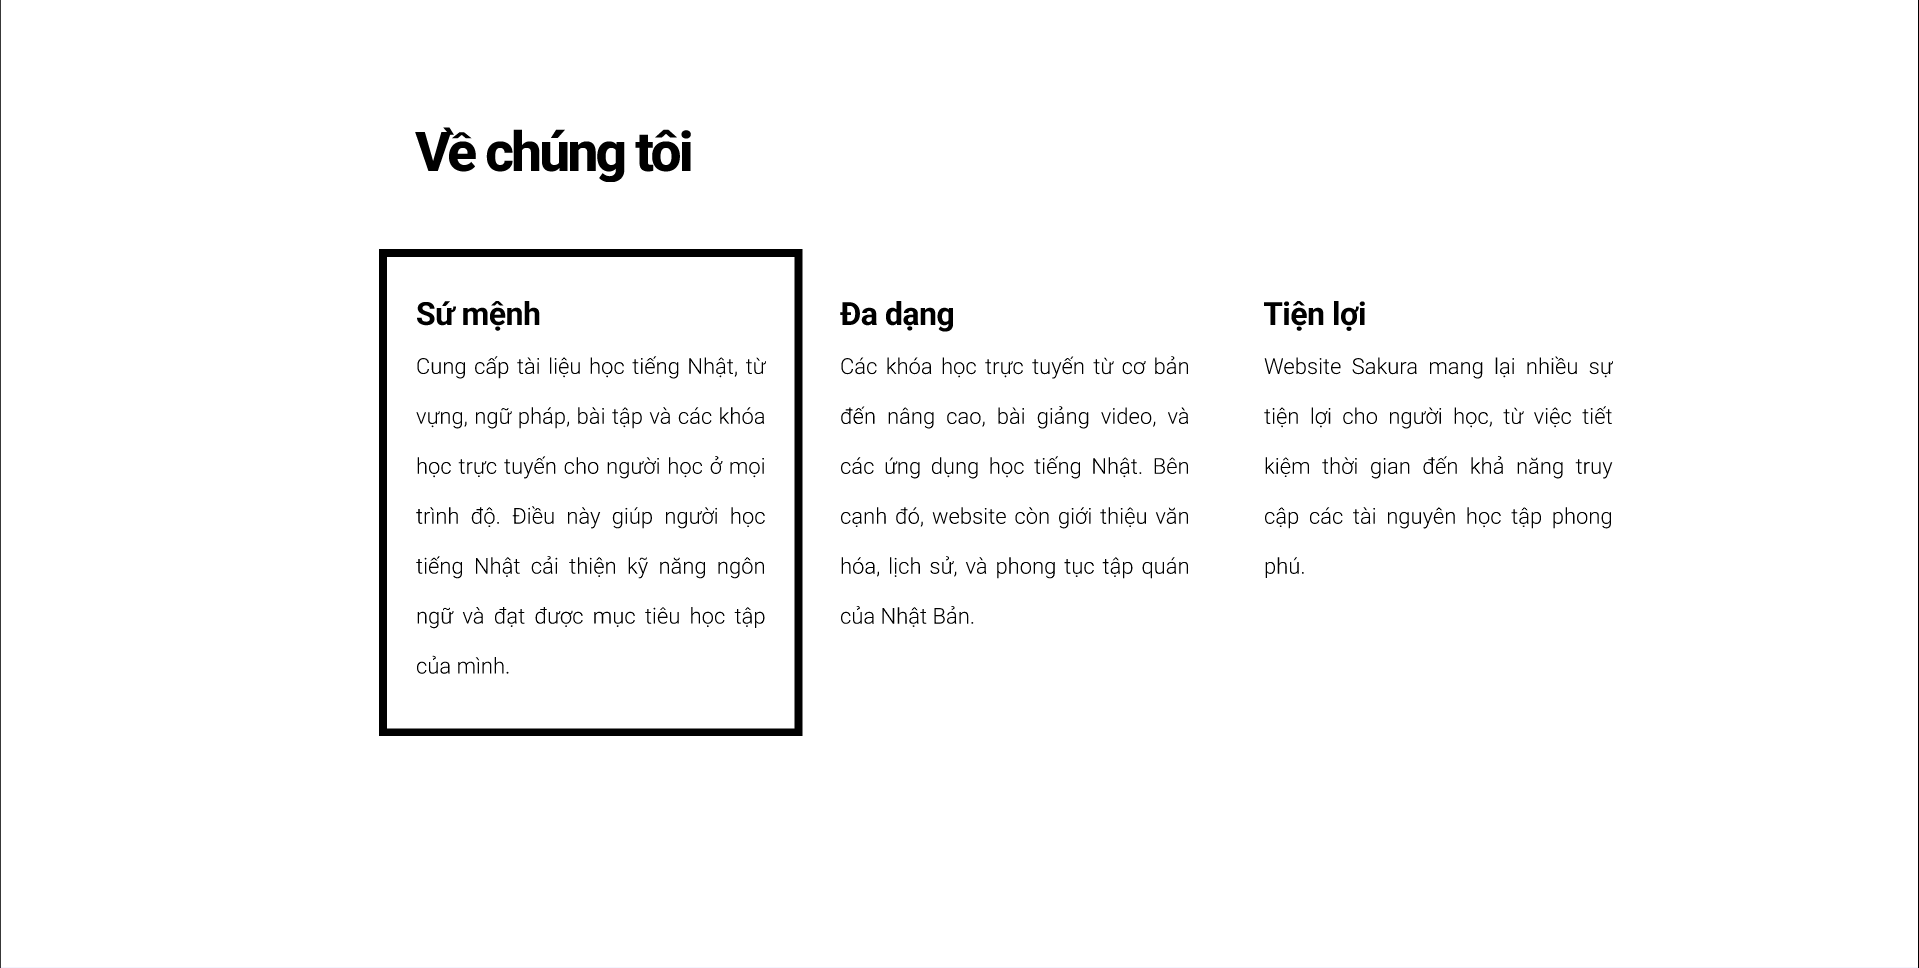 Về chúng tôi
Sứ mệnh
Cung cấp tài liệu học tiếng Nhật, từ
vựng, ngữ pháp, bài tập và các khóa
học trực tuyến cho người học ở mọi
trình độ. Điều này giúp người học
tiếng Nhật cải thiện kỹ năng ngôn
ngữ và đạt được mục tiêu học tập
của mình.
Đa dạng
Các khóa học trực tuyến từ cơ bản
đến nâng cao, bài giảng video, và
các ứng dụng học tiếng Nhật. Bên
cạnh đó, website còn giới thiệu văn
hóa, lịch sử, và phong tục tập quán
của Nhật Bản.
Tiện lợi
Website Sakura mang lại nhiều sự
tiện lợi cho người học, từ việc tiết
kiệm thời gian đến khả năng truy
cập các tài nguyên học tập phong
phú.